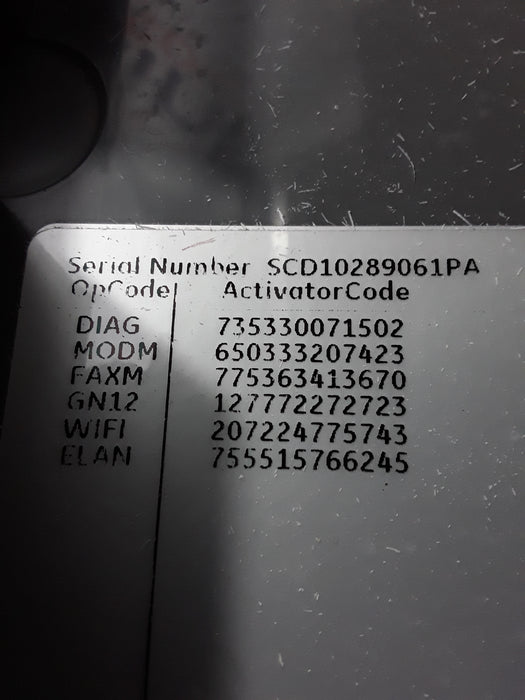 Serial Number SCD10289061PA
OpCode ActivatorCode
DIAG 735330071502
MODM 650333207423
FAXM 775363413670
GN12 127772272723
WIFI 207224775743
ELAN 755515766245